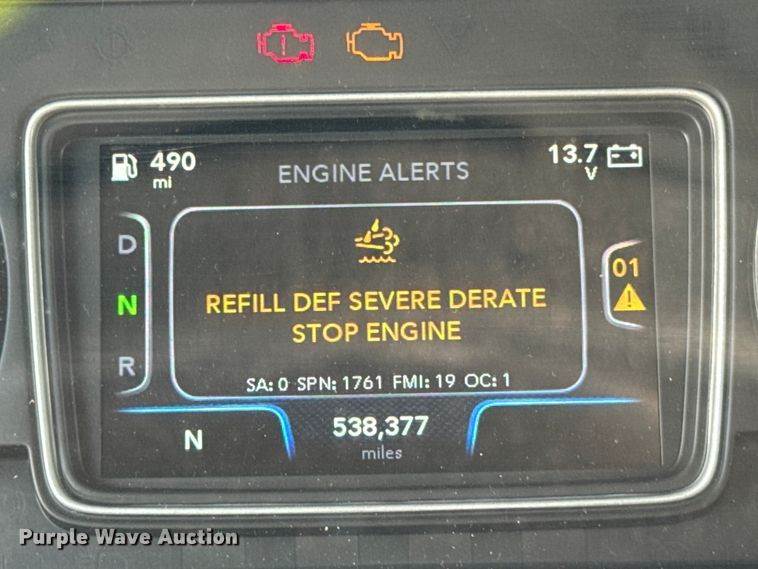 490
mi
ENGINE ALERTS
13.7
V
D
N
R
REFILL DEF SEVERE DERATE
STOP ENGINE
01
SA: 0 SPN: 1761 FMI: 19 OC: 1
N
538,377
miles
Purple Wave Auction